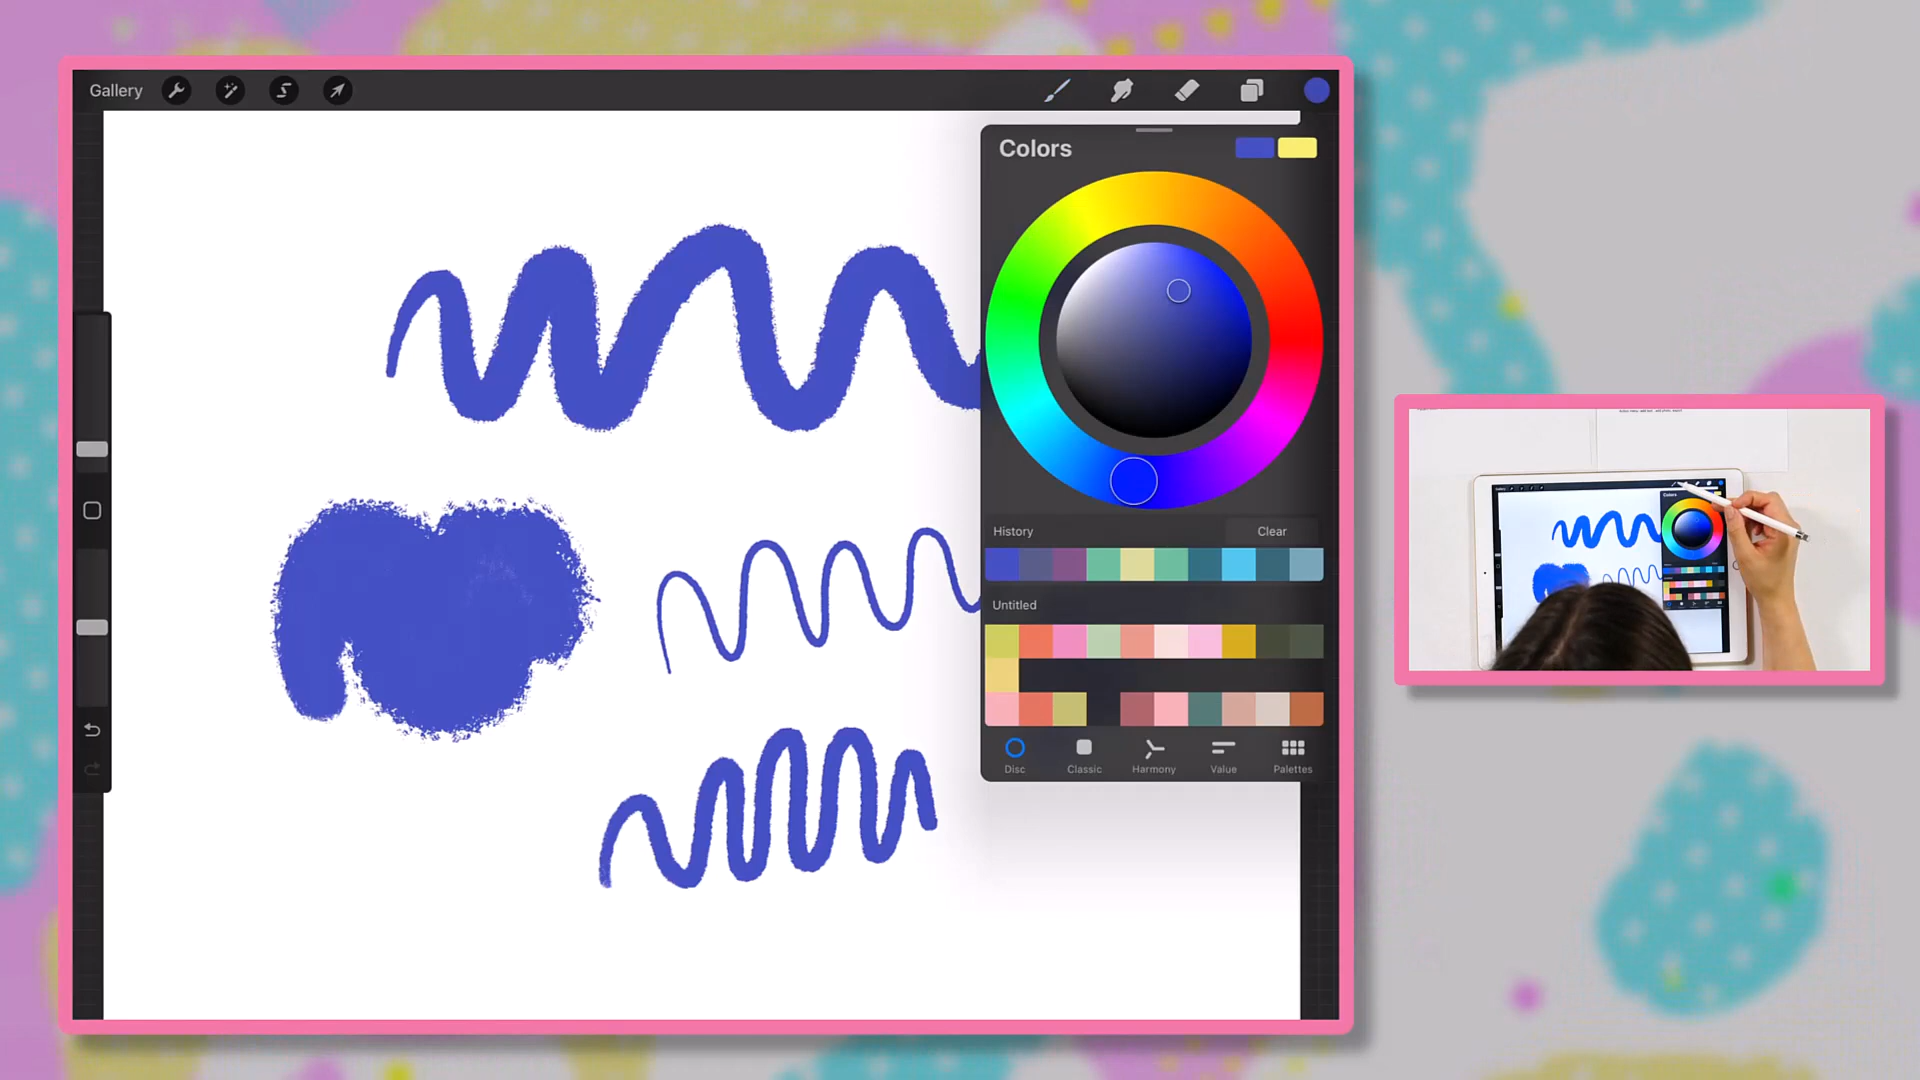 Gallery
Colors
History Clear
Untitled
Disc Classic Harmony Value Palettes